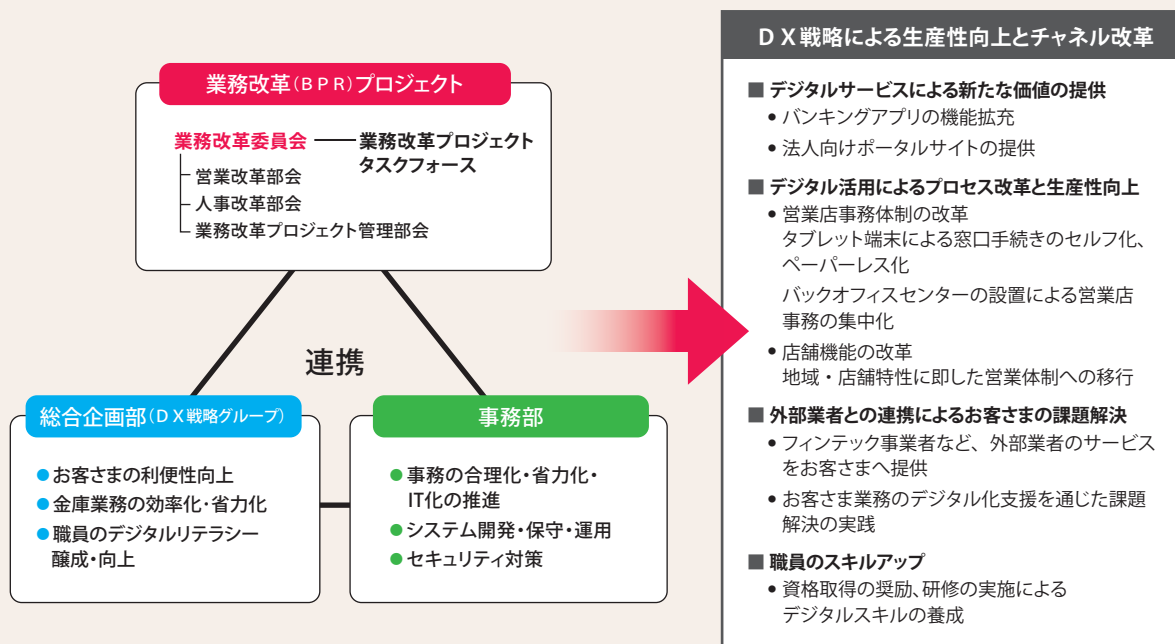 業務改革(BPR)プロジェクト
業務改革委員会
業務改革プロジェクト
タスクフォース
営業改革部会
人事改革部会
業務改革プロジェクト管理部会
連携
総合企画部(DX戦略グループ)
● お客さまの利便性向上
● 金庫業務の効率化・省力化
● 職員のデジタルリテラシー
醸成・向上
事務部
● 事務の合理化・省力化・
IT化の推進
● システム開発・保守・運用
● セキュリティ対策
DX戦略による生産性向上とチャネル改革
■ デジタルサービスによる新たな価値の提供
• バンキングアプリの機能拡充
• 法人向けポータルサイトの提供
■ デジタル活用によるプロセス改革と生産性向上
• 営業店事務体制の改革
タブレット端末による窓口手続きのセルフ化、
ペーパーレス化
バックオフィスセンターの設置による営業店
事務の集中化
• 店舗機能の改革
地域・店舗特性に即した営業体制への移行
■ 外部業者との連携によるお客さまの課題解決
• フィンテック事業者など、外部業者のサービス
をお客さまへ提供
• お客さま業務のデジタル化支援を通じた課題
解決の実践
■ 職員のスキルアップ
• 資格取得の奨励、研修の実施による
デジタルスキルの養成